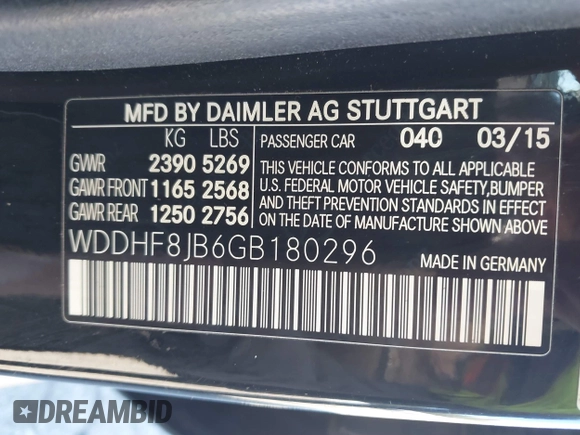 MFD BY DAIMLER AG STUTTGART
KG LBS PASSENGER CAR 040 03/15
GVWR 2390 5269
GAWR FRONT 1165 2568
GAWR REAR 1250 2756
THIS VEHICLE CONFORMS TO ALL APPLICABLE
U.S. FEDERAL MOTOR VEHICLE SAFETY,BUMPER
AND THEFT PREVENTION STANDARDS IN EFFECT
ON THE DATE OF MANUFACTURE SHOWN ABOVE
WDDHF8JB6GB180296 MADE IN GERMANY
DREAMBID